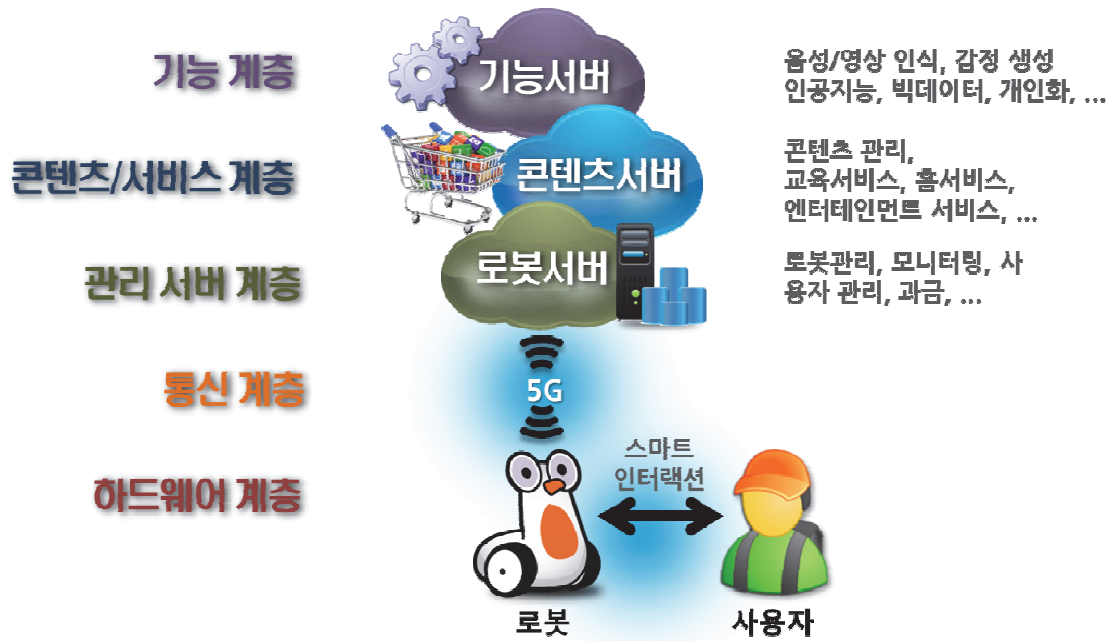 기능 계층
기능서버
음성/영상 인식, 감정 생성
인공지능, 빅데이터, 개인화, ...
콘텐츠/서비스 계층
콘텐츠서버
콘텐츠 관리,
교육서비스, 홈서비스,
엔터테인먼트 서비스, ...
관리 서버 계층
로봇서버
로봇관리, 모니터링, 사
용자 관리, 과금, ...
통신 계층
5G
하드웨어 계층
스마트
인터랙션
로봇
사용자